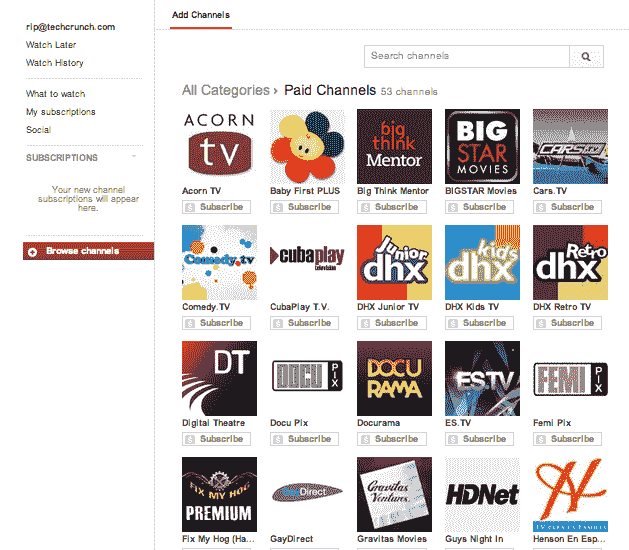 rip@techcrunch.com
Watch Later
Watch History
What to watch
My subscriptions
Social
SUBSCRIPTIONS
Your new channel
subscriptions will appear
here.
Browse channels
Add Channels
Search channels
All Categories › Paid Channels 53 channels
ACORN
tv
big
think
Mentor
BIG
STAR
MOVIES
CARS.TV
Acorn TV
Baby First PLUS
Big Think Mentor
BIGSTAR Movies
Cars.TV
Subscribe
Subscribe
Subscribe
Subscribe
Subscribe
Comedy.tv
cubaplay
Junior
dhx
kids
dhx
Retro
dhx
Comedy.TV
CubaPlay T.V.
DHX Junior TV
DHX Kids TV
DHX Retro TV
Subscribe
Subscribe
Subscribe
Subscribe
Subscribe
DT
DOCU
PIX
DOCU
RAMA
ES.TV
FEMI
PIX
Digital Theatre
Docu Pix
Docurama
ES.TV
Femi Pix
Subscribe
Subscribe
Subscribe
Subscribe
Subscribe
FIX MY HOG
PREMIUM
GayDirect
Gravitas
Ventures
HDNet
H
TV PARA LA FAMILIA
Fix My Hog (Ha...
GayDirect
Gravitas Movies
Guys Night In
Henson En Esp...